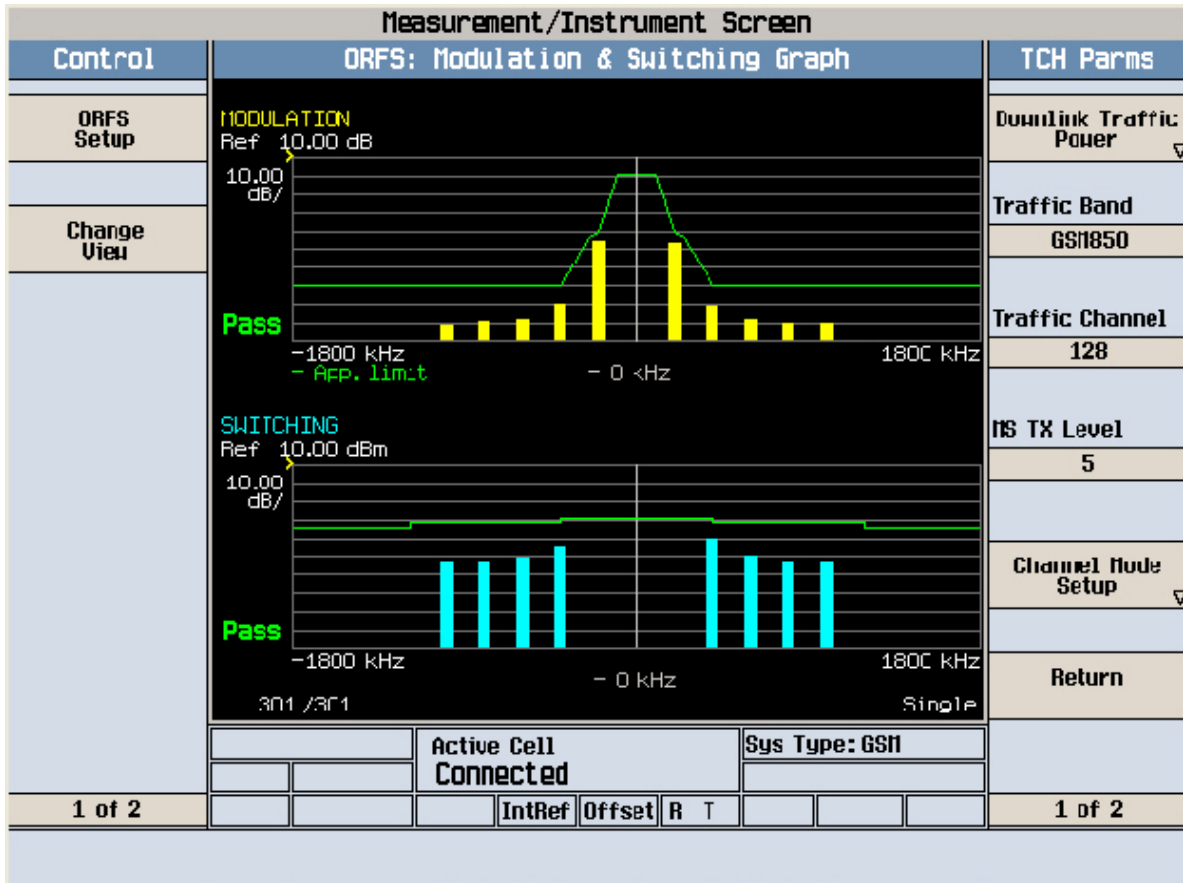 Measurement/Instrument Screen
Control
ORFS: Modulation & Switching Graph
TCH Parms
ORFS
Setup
Change
View
1 of 2
MODULATION
Ref 10.00 dB
10.00
dB/
Pass
-1800 kHz
1800 kHz
- App. limit
- 0 kHz
SWITCHING
Ref 10.00 dBm
10.00
dB/
Pass
-1800 kHz
1800 kHz
- 0 kHz
301/301
Single
Active Cell
Connected
Sys Type: GSM
IntRef
Offset
R T
Downlink Traffic
Power
Traffic Band
GSM850
Traffic Channel
128
MS TX Level
5
Channel Mode
Setup
Return
1 of 2